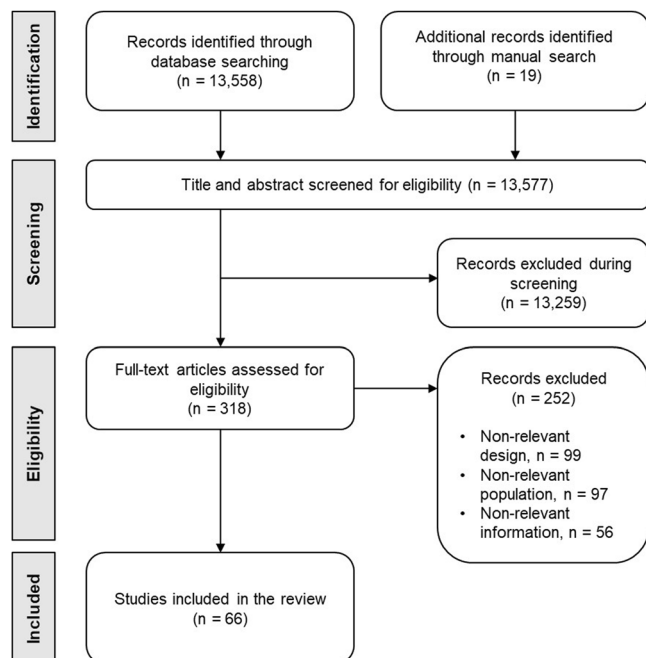 Identification
Records identified through
database searching
(n = 13,558)
Additional records identified
through manual search
(n = 19)
Screening
Title and abstract screened for eligibility (n = 13,577)
Records excluded during
screening
(n = 13,259)
Eligibility
Full-text articles assessed for
eligibility
(n = 318)
Records excluded
(n = 252)
• Non-relevant
design, n = 99
• Non-relevant
population, n = 97
• Non-relevant
information, n = 56
Included
Studies included in the review
(n = 66)